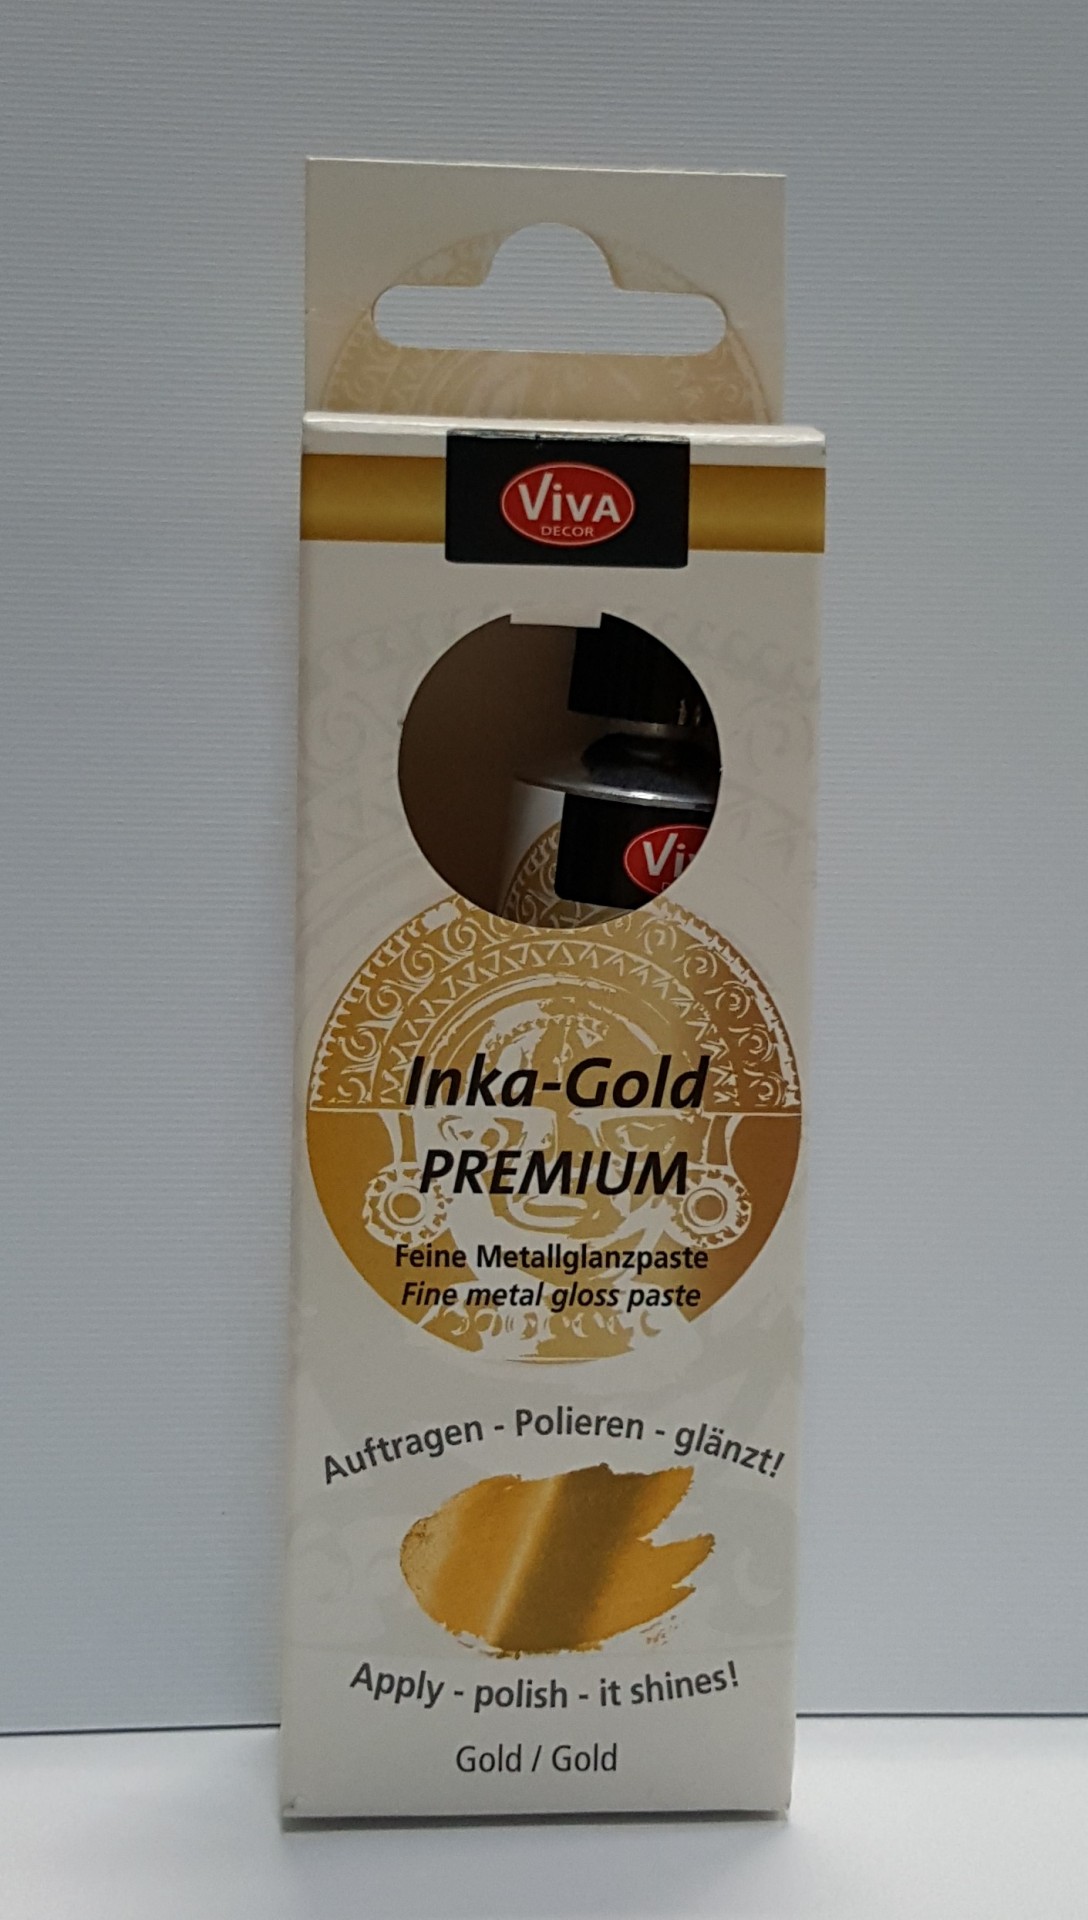 ViVA
DECOR
Vi
Inka-Gold
PREMIUM
Feine Metallglanzpaste
Fine metal gloss paste
Auftragen - Polieren - glänzt!
Apply - polish - it shines!
Gold / Gold